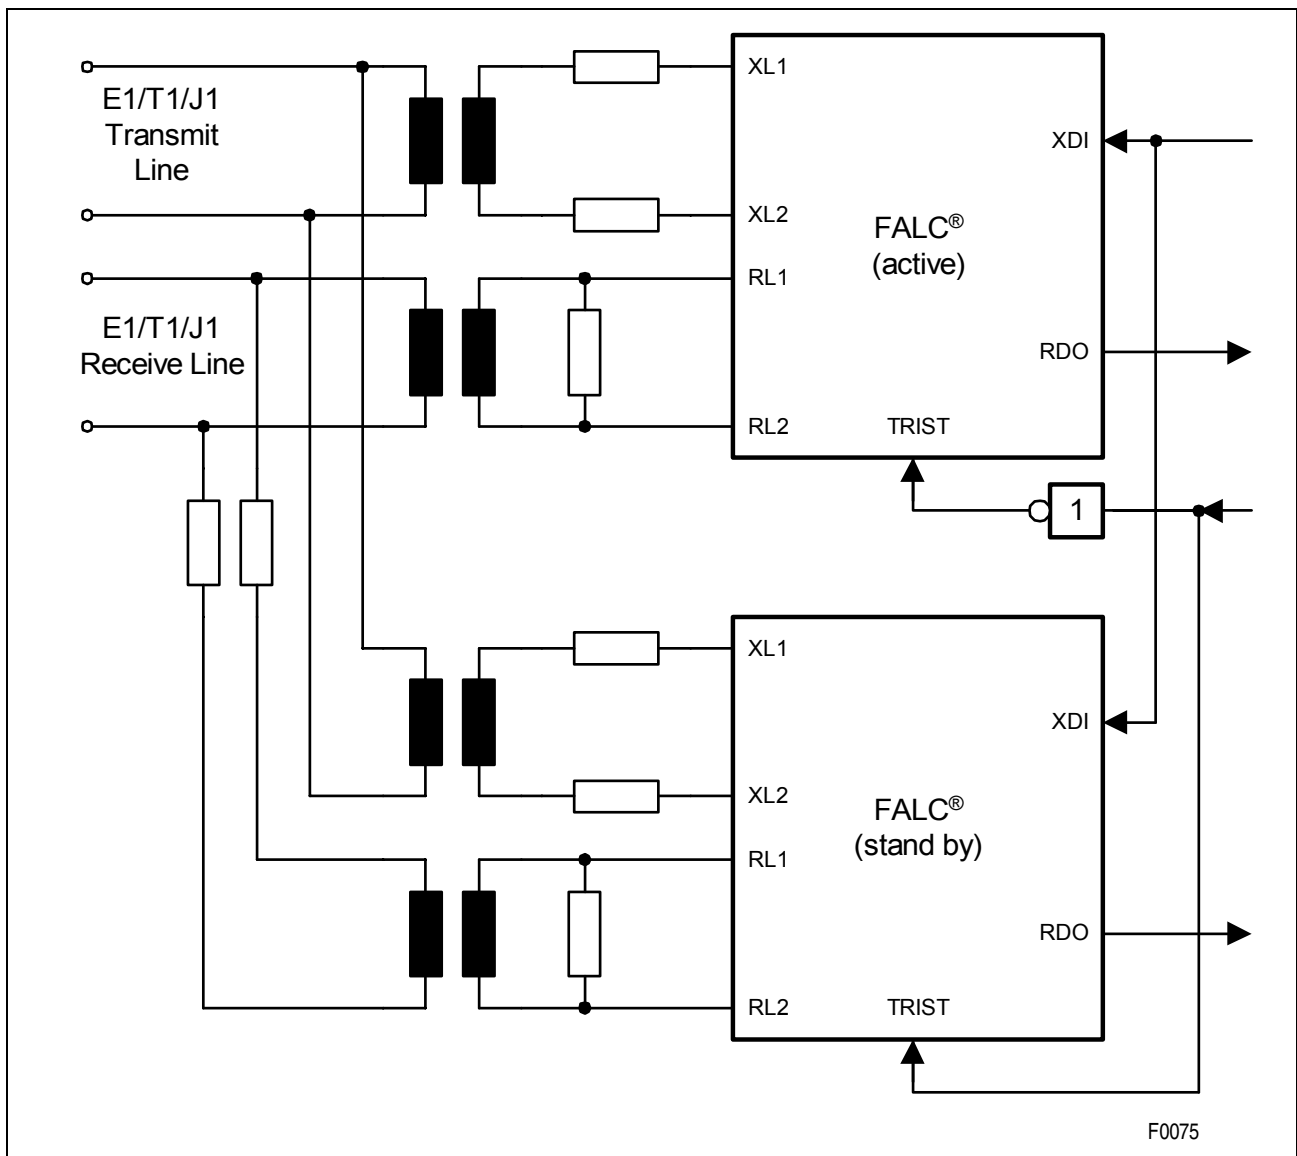 E1/T1/J1
Transmit
Line
E1/T1/J1
Receive Line
XL1
XL2
RL1
RL2
XDI
FALC®
(active)
RDO
TRIST
1
XL1
XL2
RL1
RL2
XDI
FALC®
(stand by)
RDO
TRIST
F0075